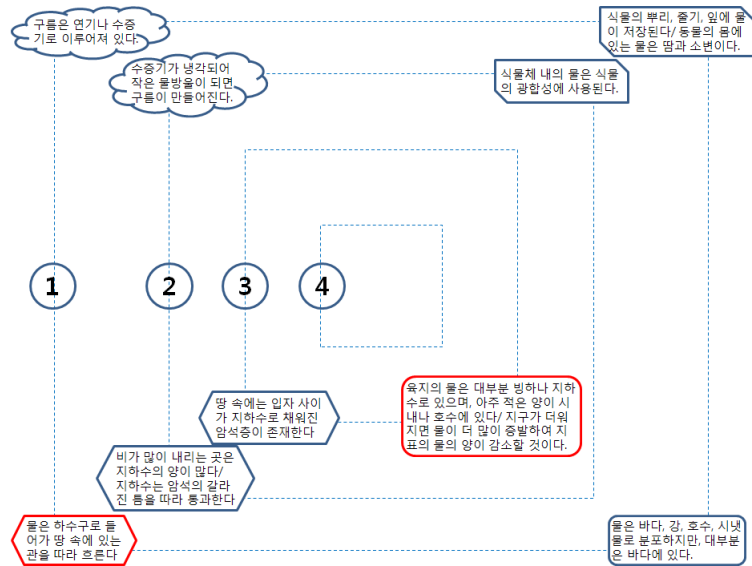 구름은 연기나 수증
기로 이루어져 있다.
식물의 뿌리, 줄기, 잎에 물
이 저장된다/ 동물의 몸에
있는 물은 땀과 소변이다.
수증기가 냉각되어
작은 물방울이 되면
구름이 만들어진다.
식물체 내의 물은 식물
의 광합성에 사용된다.
1
2
3
4
땅 속에는 입자 사이
가 지하수로 채워진
암석층이 존재한다
육지의 물은 대부분 빙하나 지하
수로 있으며, 아주 적은 양이 시
내나 호수에 있다/ 지구가 더워
지면 물이 더 많이 증발하여 지
표의 물의 양이 감소할 것이다.
비가 많이 내리는 곳은
지하수의 양이 많다/
지하수는 암석의 갈라
진 틈을 따라 통과한다
물은 하수구로 들
어가 땅 속에 있는
관을 따라 흐른다
물은 바다, 강, 호수, 시냇
물로 분포하지만, 대부분
은 바다에 있다.